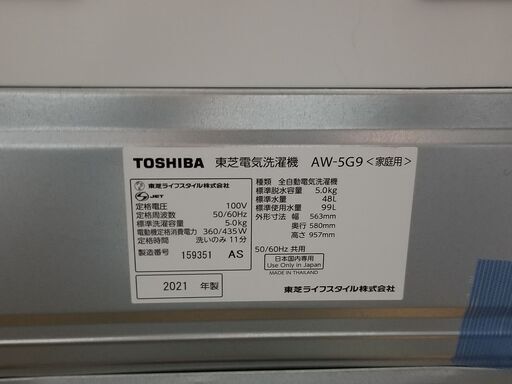 TOSHIBA 東芝電気洗濯機 AW-5G9<家庭用>
東芝ライフスタイル株式会社
S JET
定格電圧 100V
定格周波数 50/60Hz
標準洗濯容量 5.0kg
電動機定格消費電力 360/435W
定格時間 洗いのみ 11分
製造番号 159351 AS
2021 年製
種類 全自動電気洗濯機
標準脱水容量 5.0kg
標準水量 48L
標準使用水量 99L
外形寸法 幅 563mm
奥行 580mm
高さ 957mm
50/60Hz 共用
日本国内専用
Use Only in Japan
MADE IN THAILAND
東芝ライフスタイル株式会社